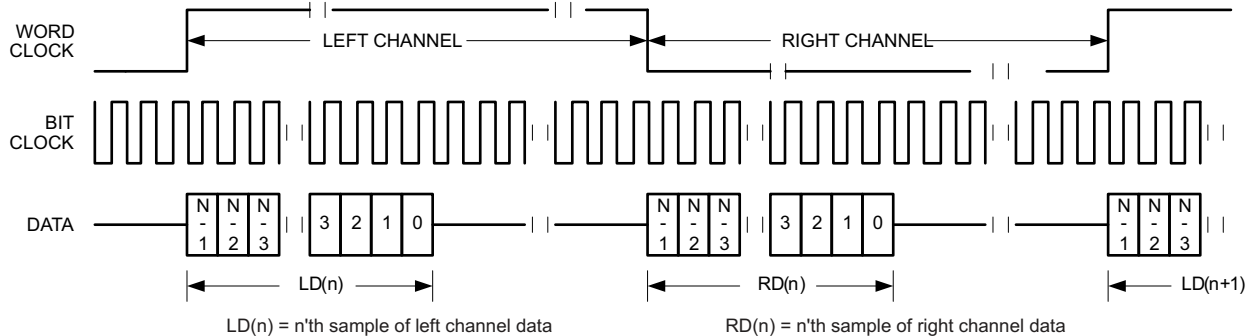 WORD
CLOCK
LEFT CHANNEL
RIGHT CHANNEL
BIT
CLOCK
DATA
N-1 N-2 N-3 3 2 1 0 N-1 N-2 N-3 3 2 1 0 N-1 N-2 N-3
LD(n) RD(n) LD(n+1)
LD(n) = n'th sample of left channel data
RD(n) = n'th sample of right channel data